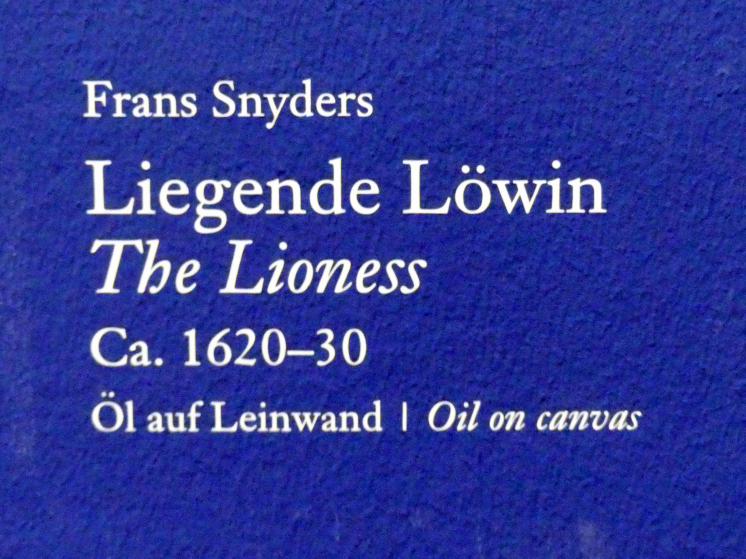 Frans Snyders
Liegende Löwin
The Lioness
Ca. 1620–30
Öl auf Leinwand | Oil on canvas